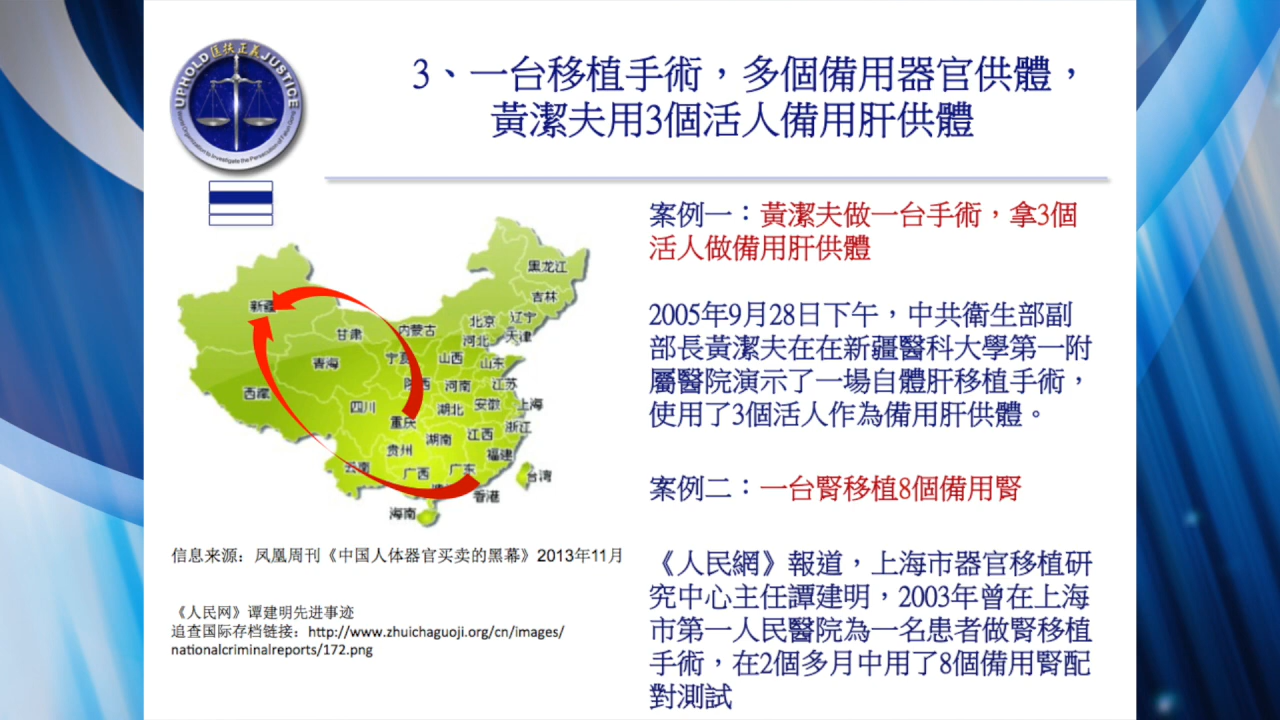 UPHOLD 匡扶正義 JUSTICE
World Organization to Investigate the Persecution of Falun Gong
3、一台移植手術，多個備用器官供體，
黃潔夫用3個活人備用肝供體
案例一：黃潔夫做一台手術，拿3個
活人做備用肝供體
2005年9月28日下午，中共衛生部副
部長黃潔夫在在新疆醫科大學第一附
屬醫院演示了一場自體肝移植手術，
使用了3個活人作為備用肝供體。
案例二：一台腎移植8個備用腎
《人民網》報道，上海市器官移植研
究中心主任譚建明，2003年曾在上海
市第一人民醫院為一名患者做腎移植
手術，在2個多月中用了8個備用腎配
對測試
黑龙江
吉林
新疆
辽宁
北京
内蒙古
甘肃
天津
河北
宁夏
山西
山东
青海
陕西
河南
江苏
西藏
四川
湖北
安徽
上海
重庆
浙江
湖南
江西
贵州
福建
云南
广西
广东
台湾
香港
海南
信息来源：凤凰周刊《中国人体器官买卖的黑幕》2013年11月
《人民网》谭建明先进事迹
追查国际存档链接：http://www.zhuichaguoji.org/cn/images/
nationalcriminalreports/172.png